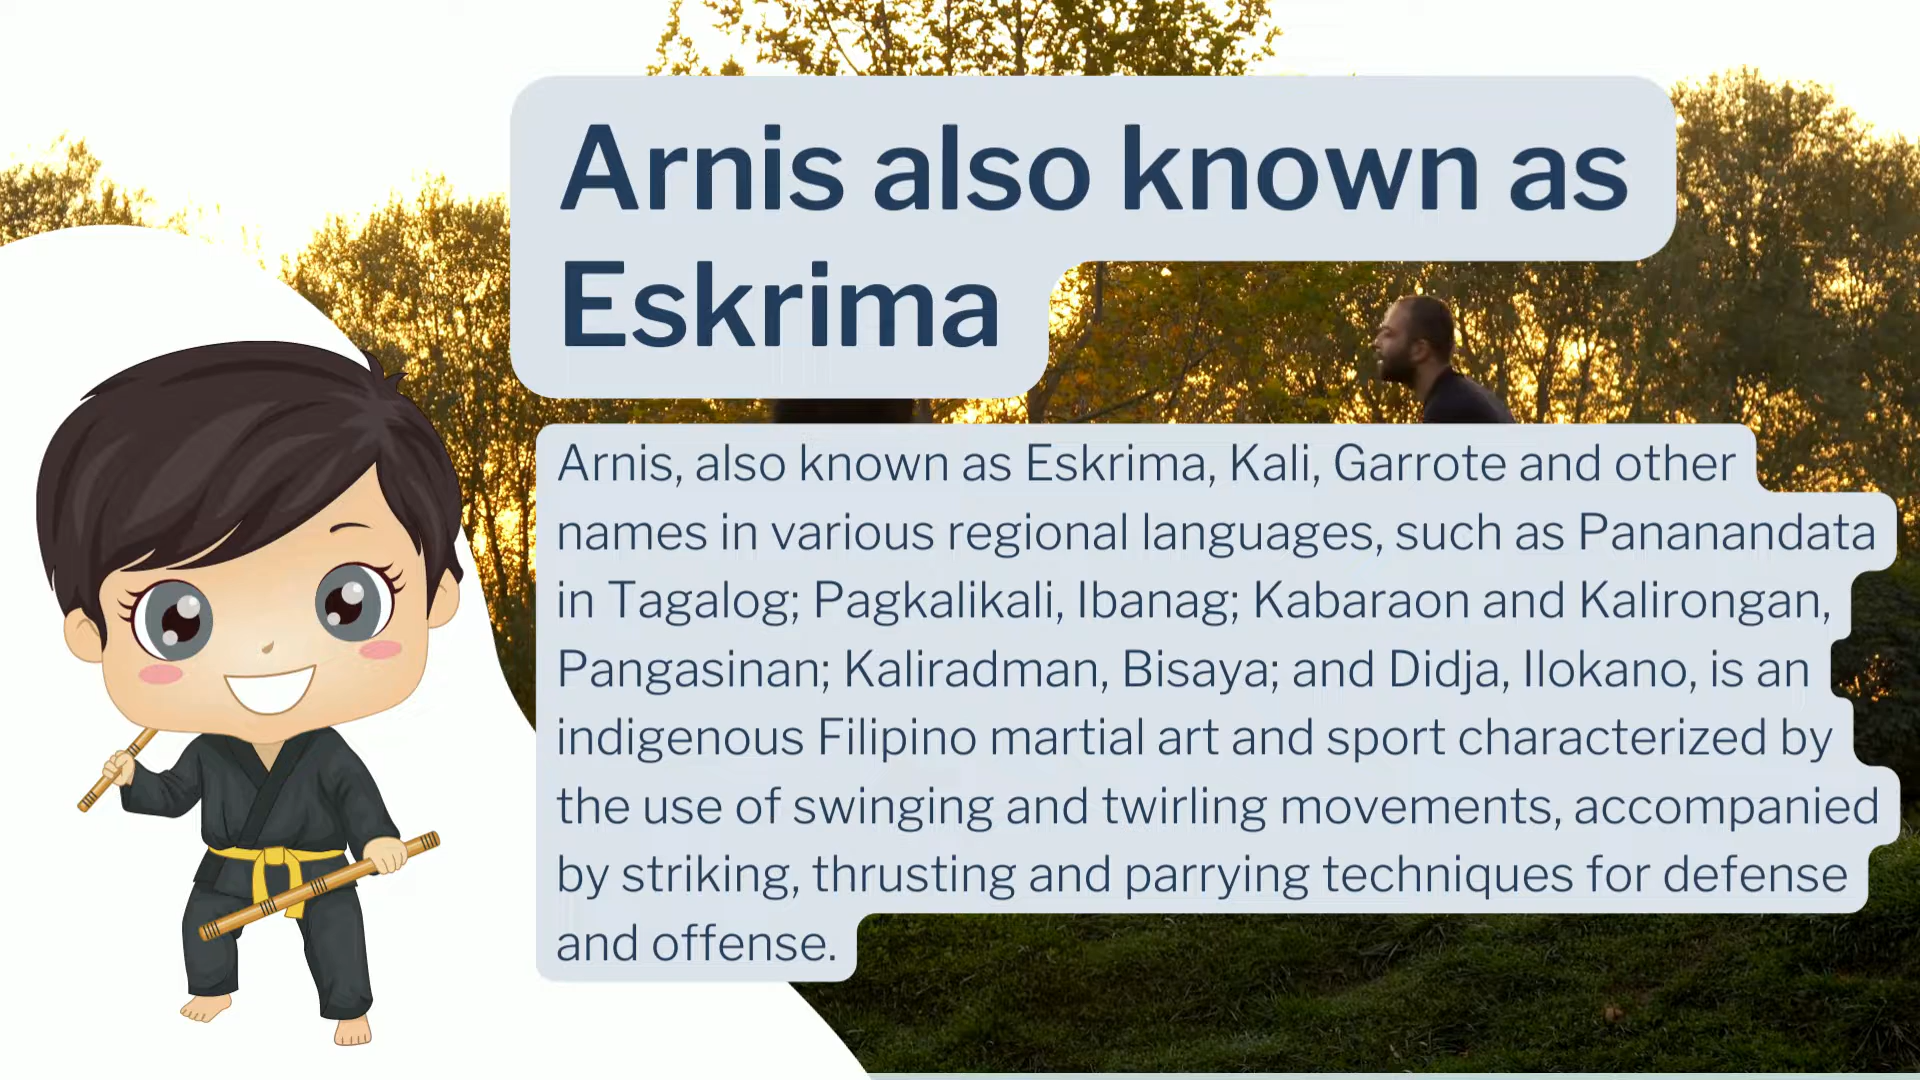 Arnis also known as
Eskrima
Arnis, also known as Eskrima, Kali, Garrote and other
names in various regional languages, such as Pananandata
in Tagalog; Pagkalikali, Ibanag; Kabaraon and Kalirongan,
Pangasinan; Kaliradman, Bisaya; and Didja, Ilokano, is an
indigenous Filipino martial art and sport characterized by
the use of swinging and twirling movements, accompanied
by striking, thrusting and parrying techniques for defense
and offense.